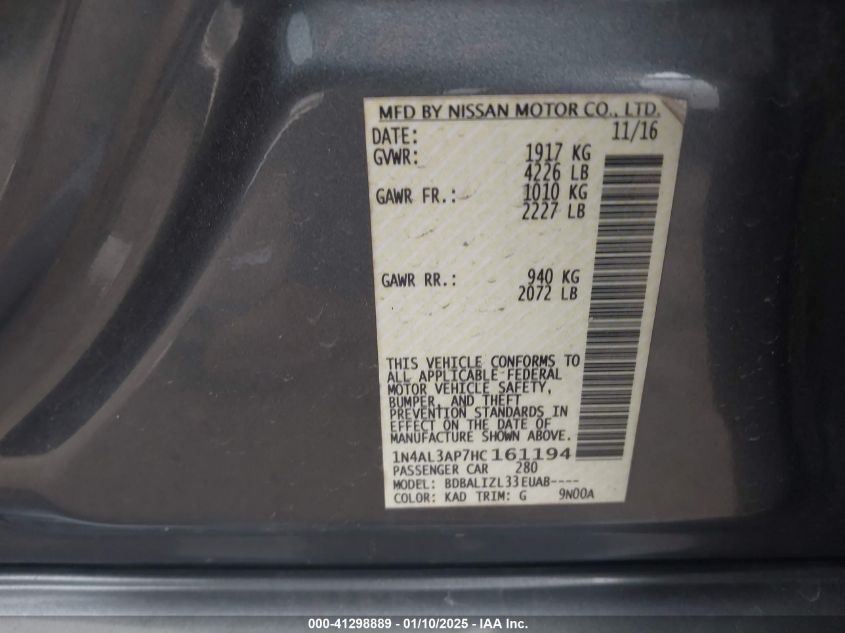 MFD BY NISSAN MOTOR CO., LTD.
DATE: 11/16
GVWR: 1917 KG
4226 LB
GAWR FR.: 1010 KG
2227 LB
GAWR RR.: 940 KG
2072 LB
THIS VEHICLE CONFORMS TO
ALL APPLICABLE FEDERAL
MOTOR VEHICLE SAFETY,
BUMPER, AND THEFT
PREVENTION STANDARDS IN
EFFECT ON THE DATE OF
MANUFACTURE SHOWN ABOVE.
1N4AL3AP7HC161194
PASSENGER CAR 280
MODEL: BDBALIZL33EUAB----
COLOR: KAD TRIM: G 9N00A
000-41298889 - 01/10/2025 - IAA Inc.